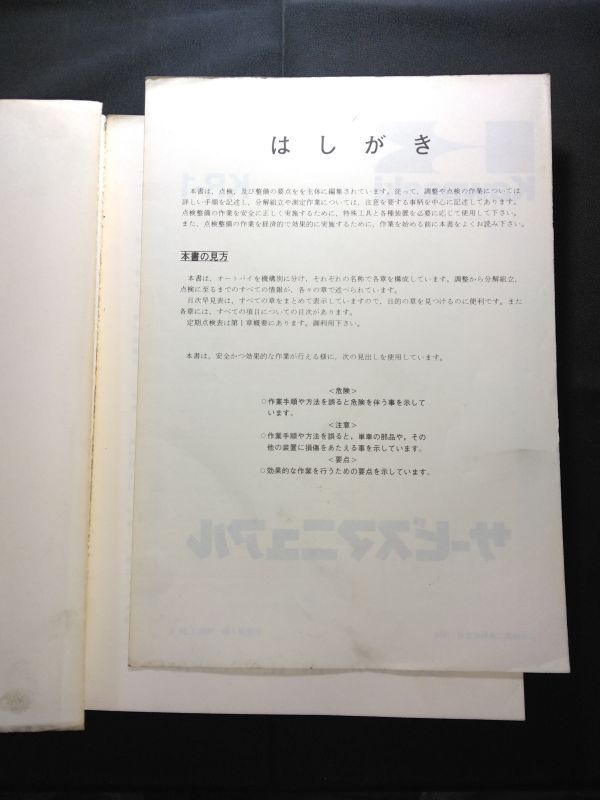 はしがき
本書は、点検、及び整備の要点をを主体に編集されています。従って、調整や点検の作業については
詳しい手順を記述し、分解組立や測定作業については、注意を要する事柄を中心に記述してあります。
点検整備の作業を安全に正しく実施するために、特殊工具と各種装置を必要に応じて使用して下さい。
また、点検整備の作業を経済的で効果的に実施するために、作業を始める前に本書をよくお読み下さい。
本書の見方
本書は、オートバイを機構別に分け、それぞれの名称で各章を構成しています。調整から分解組立、
点検に至るまでのすべての情報が、各々の章で述べられています。
目次早見表は、すべての章をまとめて表示していますので、目的の章を見つけるのに便利です。また
各章には、すべての項目についての目次があります。
定期点検表は第1章概要にあります。御利用下さい。
本書は、安全かつ効果的な作業が行える様に、次の見出しを使用しています。
＜危険＞
○作業手順や方法を誤ると危険を伴う事を示して
います。
＜注意＞
○作業手順や方法を誤ると，単車の部品や，その
他の装置に損傷をあたえる事を示しています。
＜要点＞
○効果的な作業を行うための要点を示しています。
サービスマニュアル